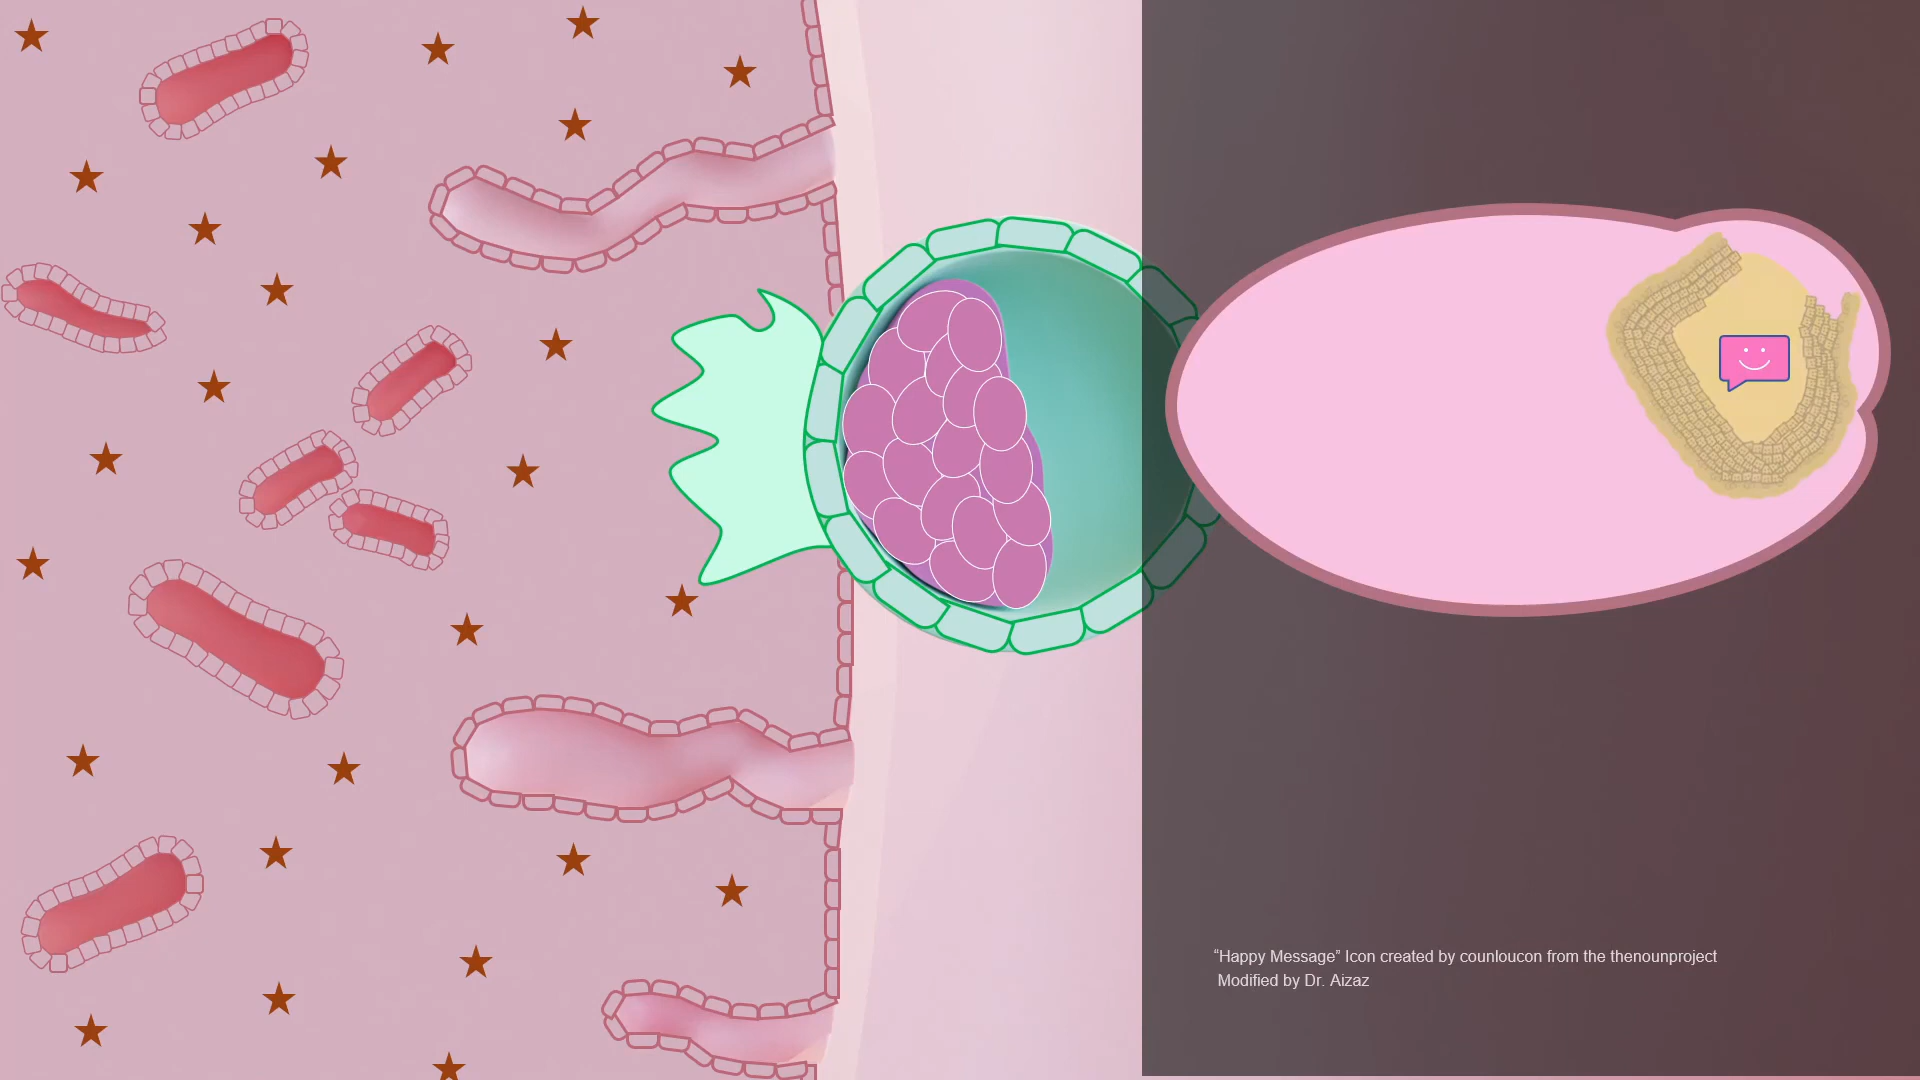 “Happy Message” Icon created by counloucon from the thenounproject
Modified by Dr. Aizaz